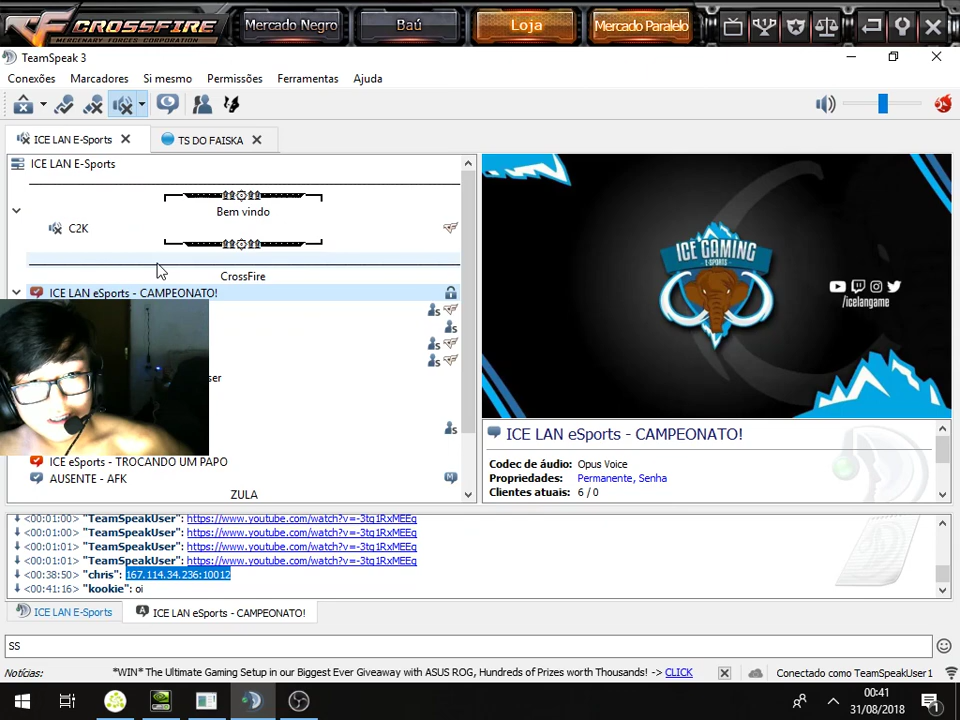 CROSSFIRE
MERCENARY FORCES CORPORATION
Mercado Negro
Baú
Loja
Mercado Paralelo
TeamSpeak 3
Conexões Marcadores Si mesmo Permissões Ferramentas Ajuda
ICE LAN E-Sports
TS DO FAISKA
ICE LAN E-Sports
Bem vindo
C2K
CrossFire
ICE LAN eSports - CAMPEONATO!
ser
ICE eSports - TROCANDO UM PAPO
AUSENTE - AFK
ZULA
ICE GAMING
E-SPORTS
/icelangame
ICE LAN eSports - CAMPEONATO!
Codec de áudio: Opus Voice
Propriedades: Permanente, Senha
Clientes atuais: 6 / 0
<00:01:00> "TeamSpeakUser": https://www.youtube.com/watch?v=-3tq1RxMEEg
<00:01:00> "TeamSpeakUser": https://www.youtube.com/watch?v=-3tq1RxMEEg
<00:01:01> "TeamSpeakUser": https://www.youtube.com/watch?v=-3tq1RxMEEg
<00:01:01> "TeamSpeakUser": https://www.youtube.com/watch?v=-3tq1RxMEEg
<00:38:50> "chris": 167.114.34.236:10012
<00:41:16> "kookie": oi
ICE LAN E-Sports
ICE LAN eSports - CAMPEONATO!
SS
Notícias: *WIN* The Ultimate Gaming Setup in our Biggest Ever Giveaway with ASUS ROG, Hundreds of Prizes worth Thousands! -> CLICK
Conectado como TeamSpeakUser1
00:41
31/08/2018
1